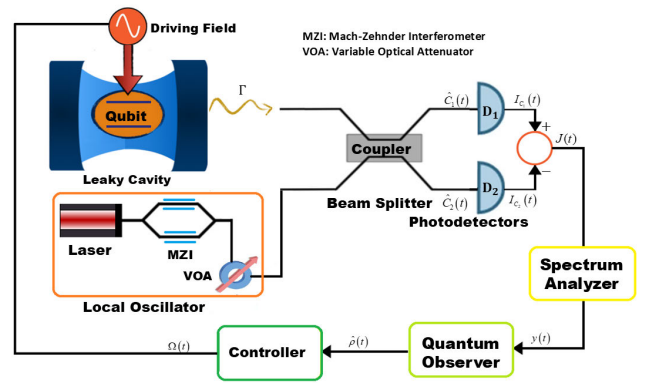 Driving Field
MZI: Mach-Zehnder Interferometer
VOA: Variable Optical Attenuator
Qubit
Γ
Leaky Cavity
Coupler
Beam Splitter
Ĉ₁(t)
D₁
I_C₁(t)
+
J(t)
−
Ĉ₂(t)
D₂
I_C₂(t)
Photodetectors
Laser
MZI
VOA
Local Oscillator
Spectrum
Analyzer
Ω(t)
Controller
ρ̂(t)
Quantum
Observer
y(t)